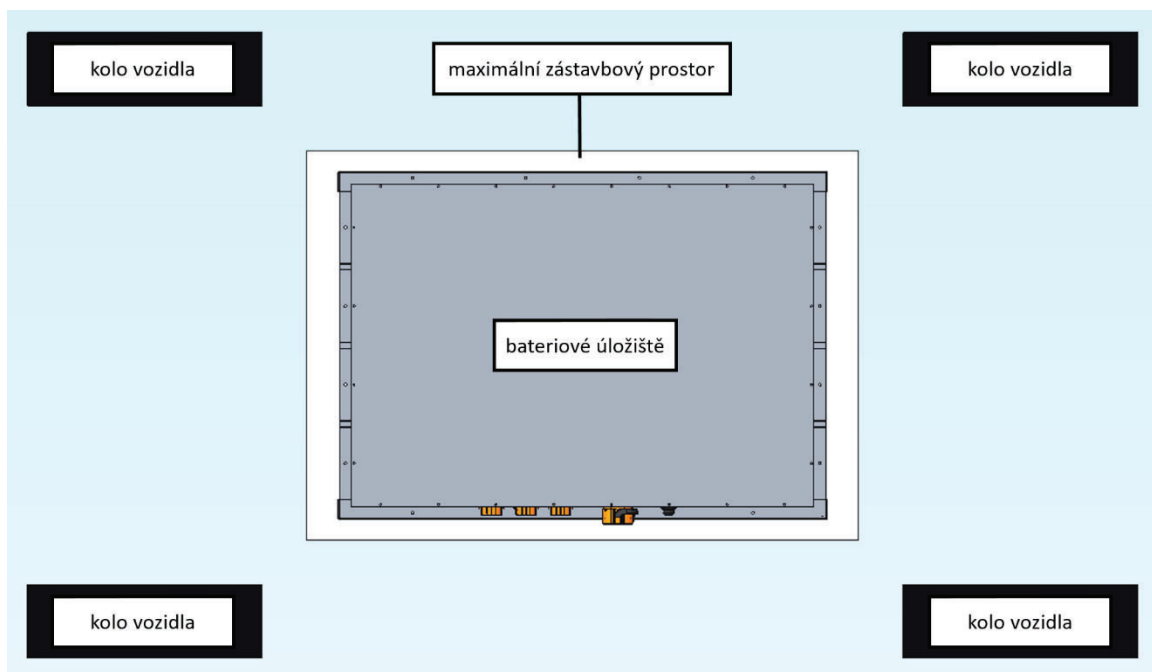 kolo vozidla
maximální zástavbový prostor
kolo vozidla
bateriové úložiště
kolo vozidla
kolo vozidla